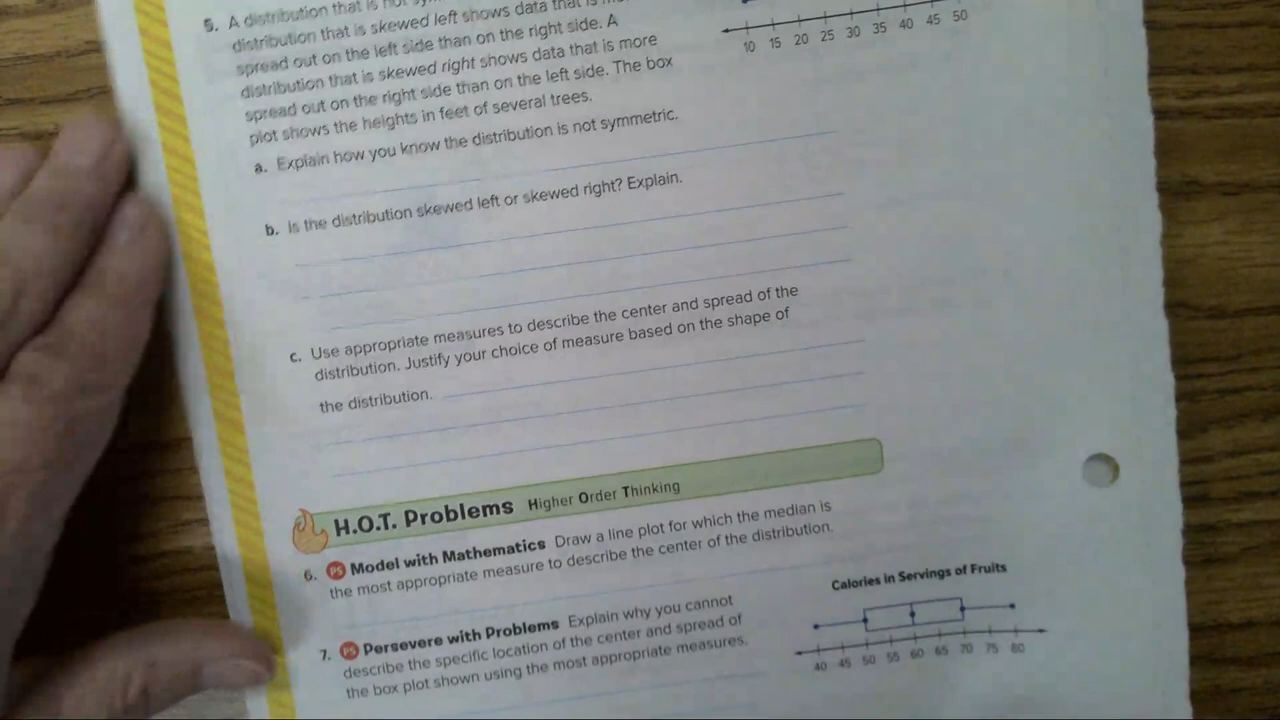 5. A distribution that is not
distribution that is skewed left shows data that is
spread out on the left side than on the right side. A
distribution that is skewed right shows data that is more
spread out on the right side than on the left side. The box
plot shows the heights in feet of several trees.
10 15 20 25 30 35 40 45 50
a. Explain how you know the distribution is not symmetric.
b. Is the distribution skewed left or skewed right? Explain.
c. Use appropriate measures to describe the center and spread of the
distribution. Justify your choice of measure based on the shape of
the distribution.
H.O.T. Problems Higher Order Thinking
6. PS Model with Mathematics Draw a line plot for which the median is
the most appropriate measure to describe the center of the distribution.
7. PS Persevere with Problems Explain why you cannot
describe the specific location of the center and spread of
the box plot shown using the most appropriate measures.
Calories in Servings of Fruits
40 45 50 55 60 65 70 75 80